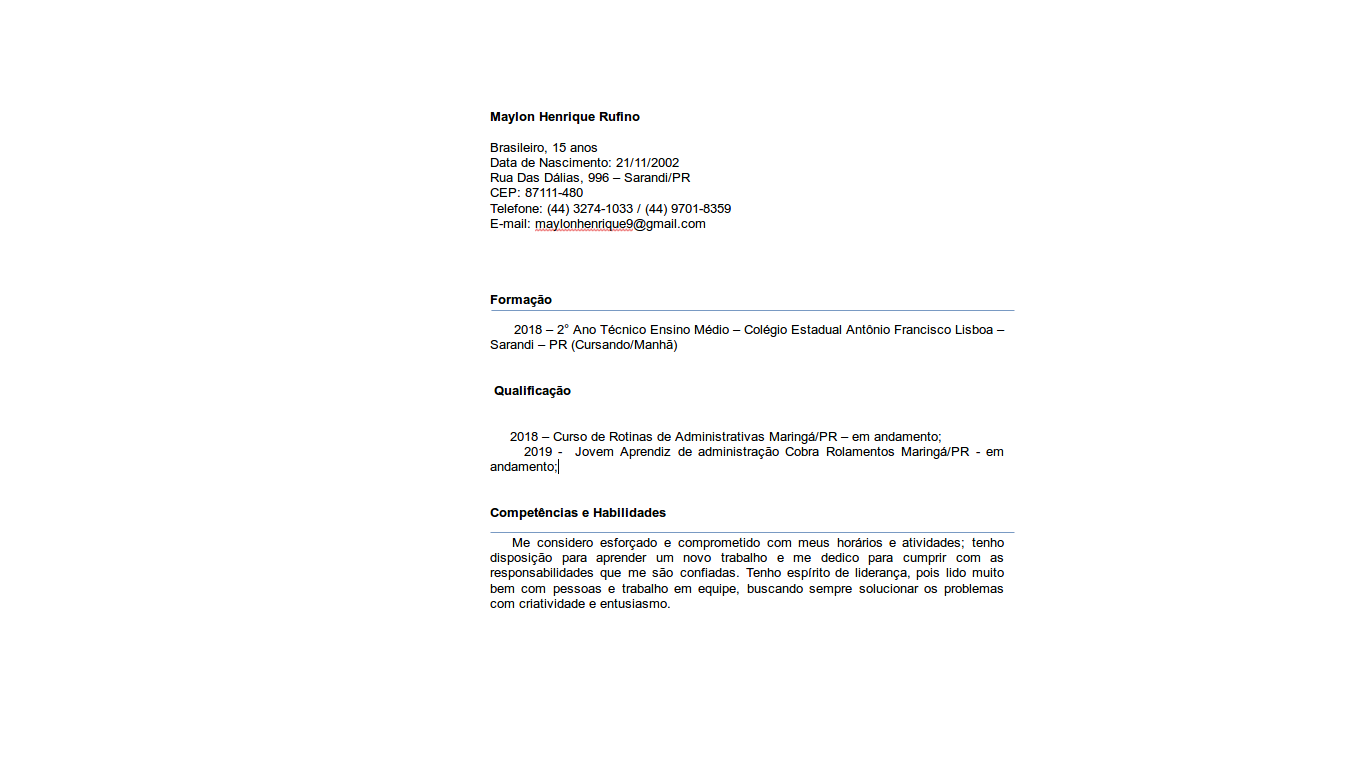 Maylon Henrique Rufino
Brasileiro, 15 anos
Data de Nascimento: 21/11/2002
Rua Das Dálias, 996 – Sarandi/PR
CEP: 87111-480
Telefone: (44) 3274-1033 / (44) 9701-8359
E-mail: maylonhenrique9@gmail.com
Formação
2018 – 2° Ano Técnico Ensino Médio – Colégio Estadual Antônio Francisco Lisboa –
Sarandi – PR (Cursando/Manhã)
Qualificação
2018 – Curso de Rotinas de Administrativas Maringá/PR – em andamento;
2019 - Jovem Aprendiz de administração Cobra Rolamentos Maringá/PR - em
andamento;
Competências e Habilidades
Me considero esforçado e comprometido com meus horários e atividades; tenho
disposição para aprender um novo trabalho e me dedico para cumprir com as
responsabilidades que me são confiadas. Tenho espírito de liderança, pois lido muito
bem com pessoas e trabalho em equipe, buscando sempre solucionar os problemas
com criatividade e entusiasmo.